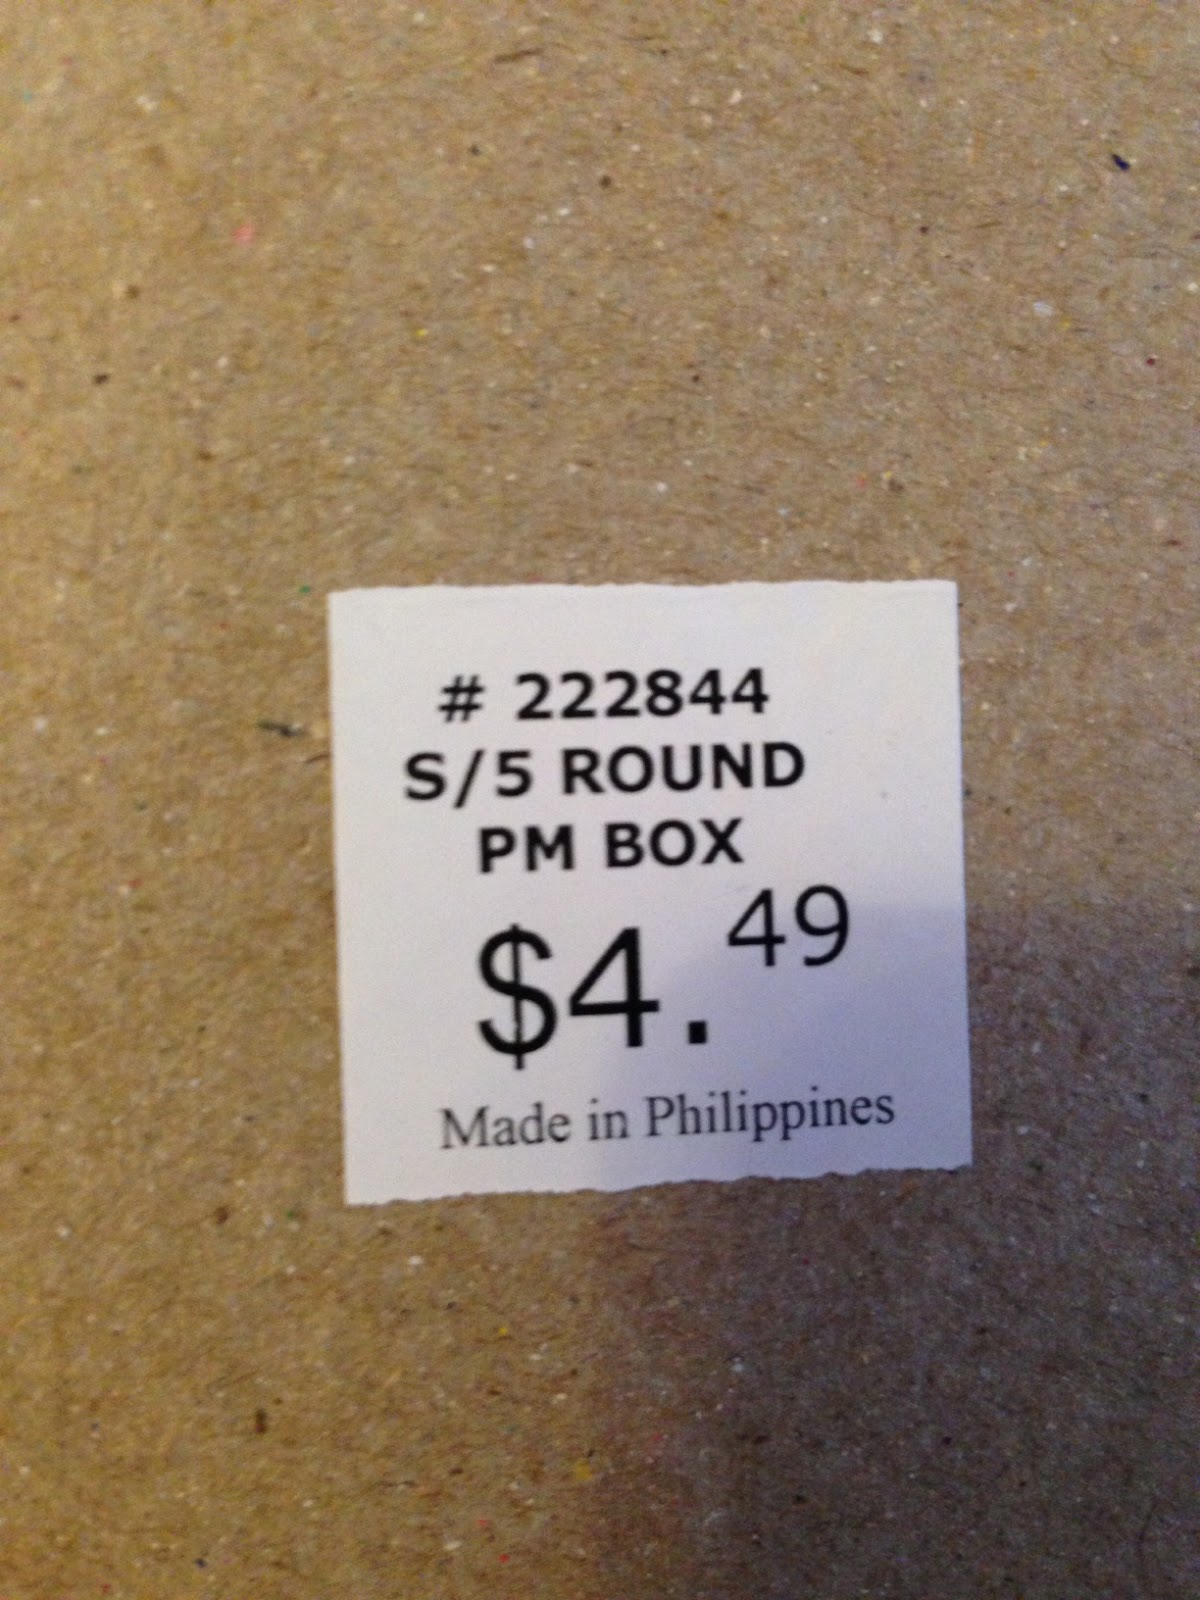 # 222844
S/5 ROUND
PM BOX
$4.49
Made in Philippines